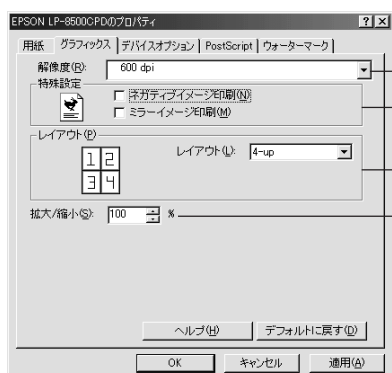 EPSON LP-8500CPDのプロパティ
用紙 グラフィックス デバイスオプション PostScript ウォーターマーク
解像度(R): 600 dpi
特殊設定
ネガティブイメージ印刷(N)
ミラーイメージ印刷(M)
レイアウト(P)
1 2
3 4
レイアウト(L): 4-up
拡大/縮小(S): 100 %
ヘルプ(H) デフォルトに戻す(D)
OK キャンセル 適用(A)